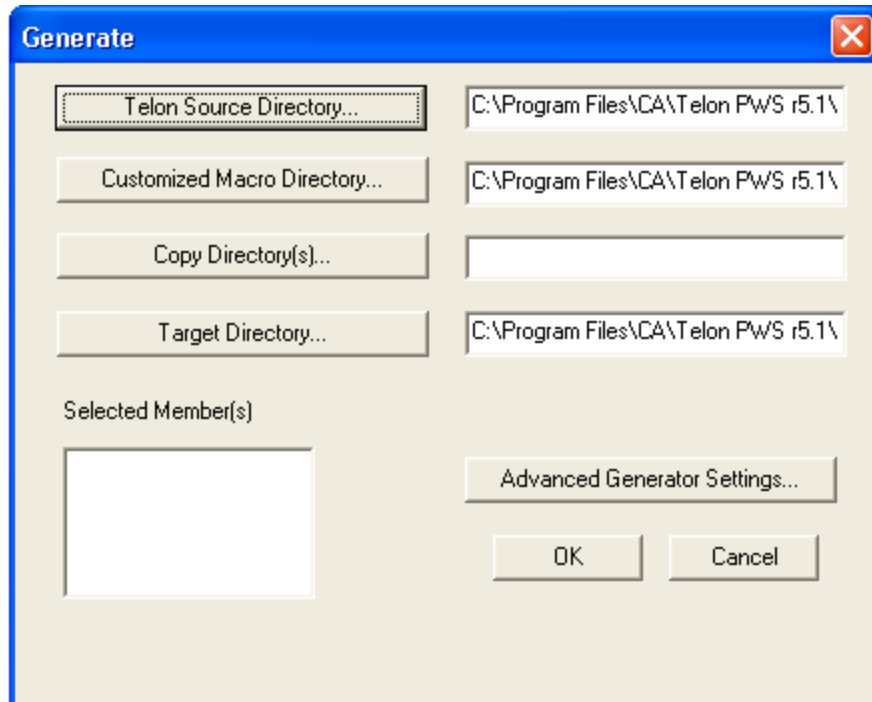 Generate
Telon Source Directory... C:\Program Files\CA\Telon PWS r5.1\
Customized Macro Directory... C:\Program Files\CA\Telon PWS r5.1\
Copy Directory(s)...
Target Directory... C:\Program Files\CA\Telon PWS r5.1\
Selected Member(s)
Advanced Generator Settings...
OK Cancel